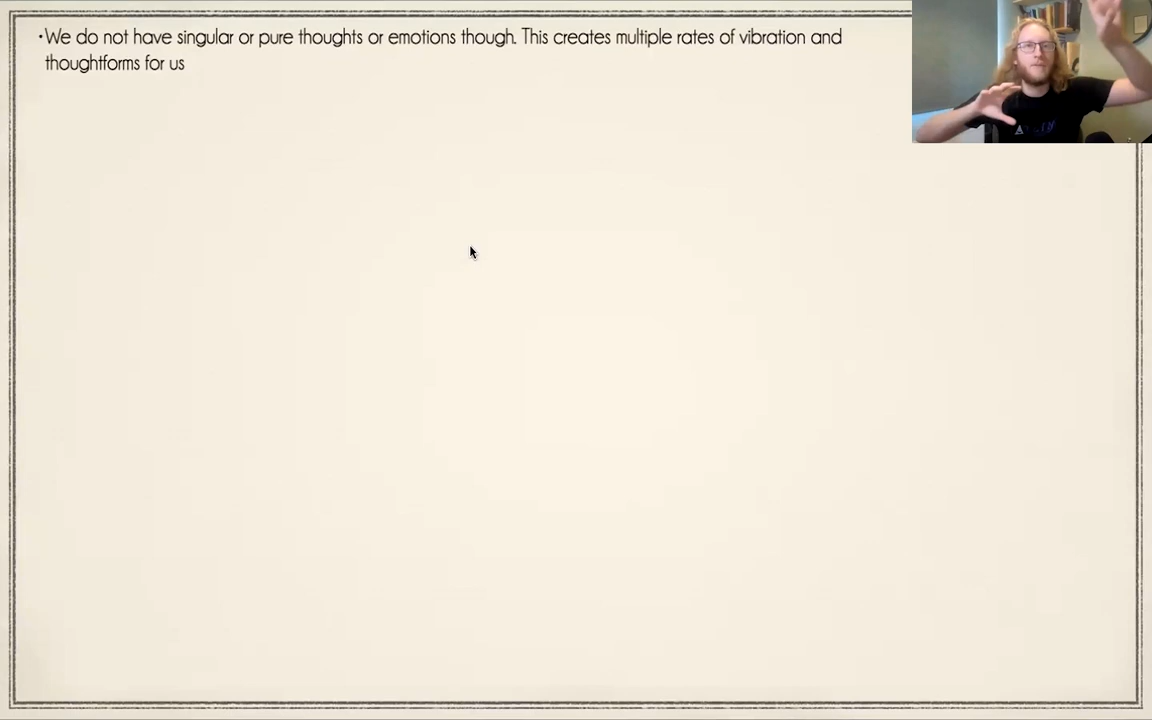 ·We do not have singular or pure thoughts or emotions though. This creates multiple rates of vibration and
thoughtforms for us